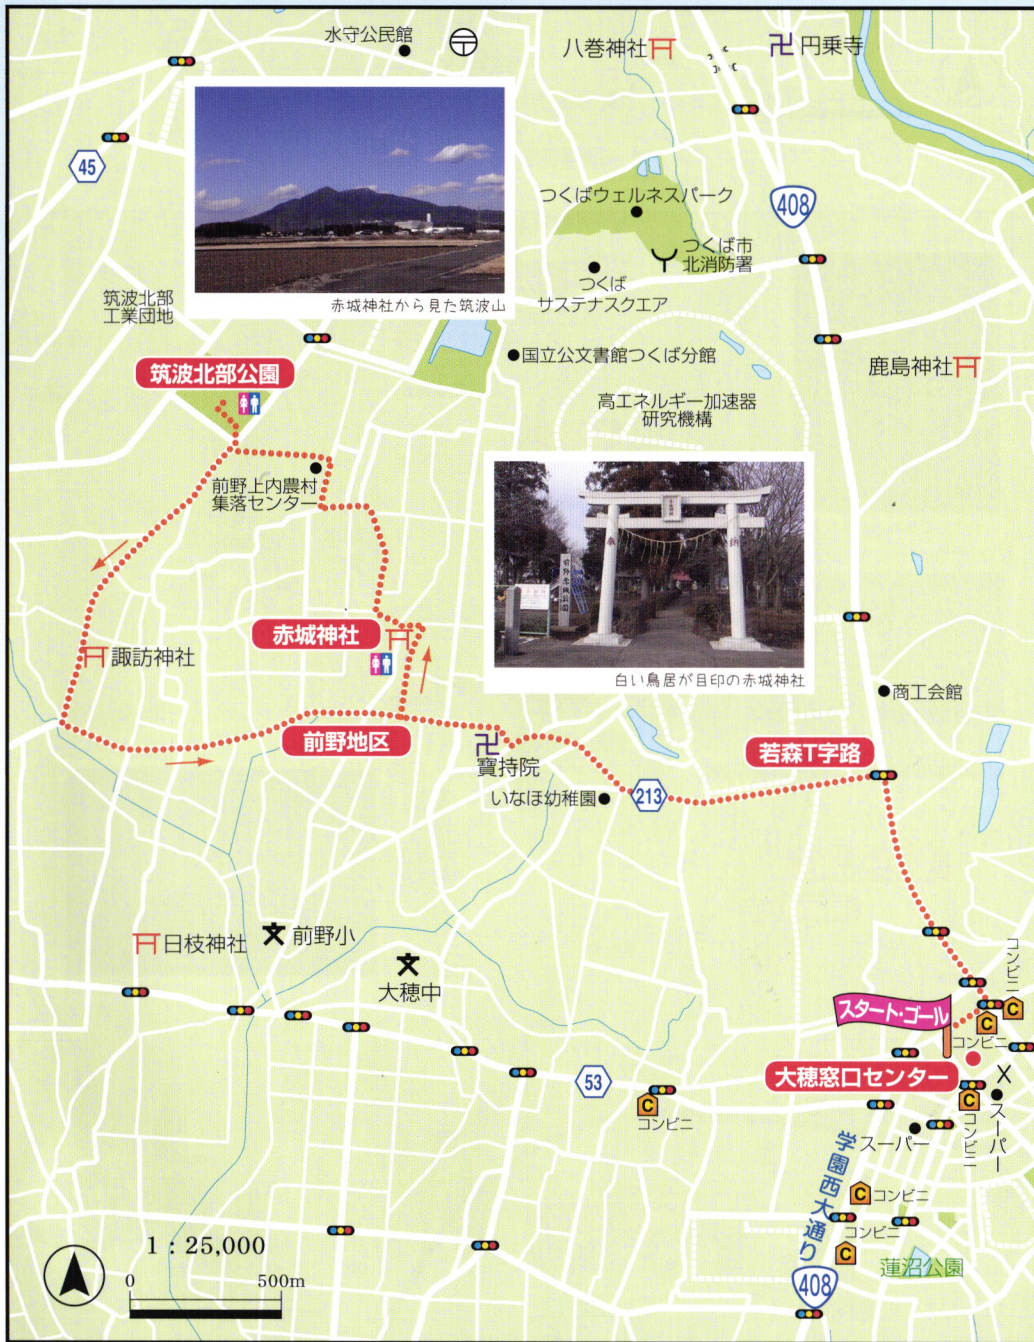 水守公民館
八巻神社
円乗寺
45
408
つくばウェルネスパーク
つくば市
北消防署
つくば
サステナスクエア
赤城神社から見た筑波山
筑波北部
工業団地
国立公文書館つくば分館
筑波北部公園
鹿島神社
高エネルギー加速器
研究機構
前野上内農村
集落センター
赤城神社
諏訪神社
前野赤城公園
白い鳥居が目印の赤城神社
商工会館
前野地区
若森T字路
寶持院
いなほ幼稚園
213
日枝神社
前野小
大穂中
コンビニ
スタート・ゴール
コンビニ
大穂窓口センター
53
コンビニ
スーパー
コンビニ
スーパー
学園西大通り
コンビニ
コンビニ
蓮沼公園
408
1 : 25,000
0 500m